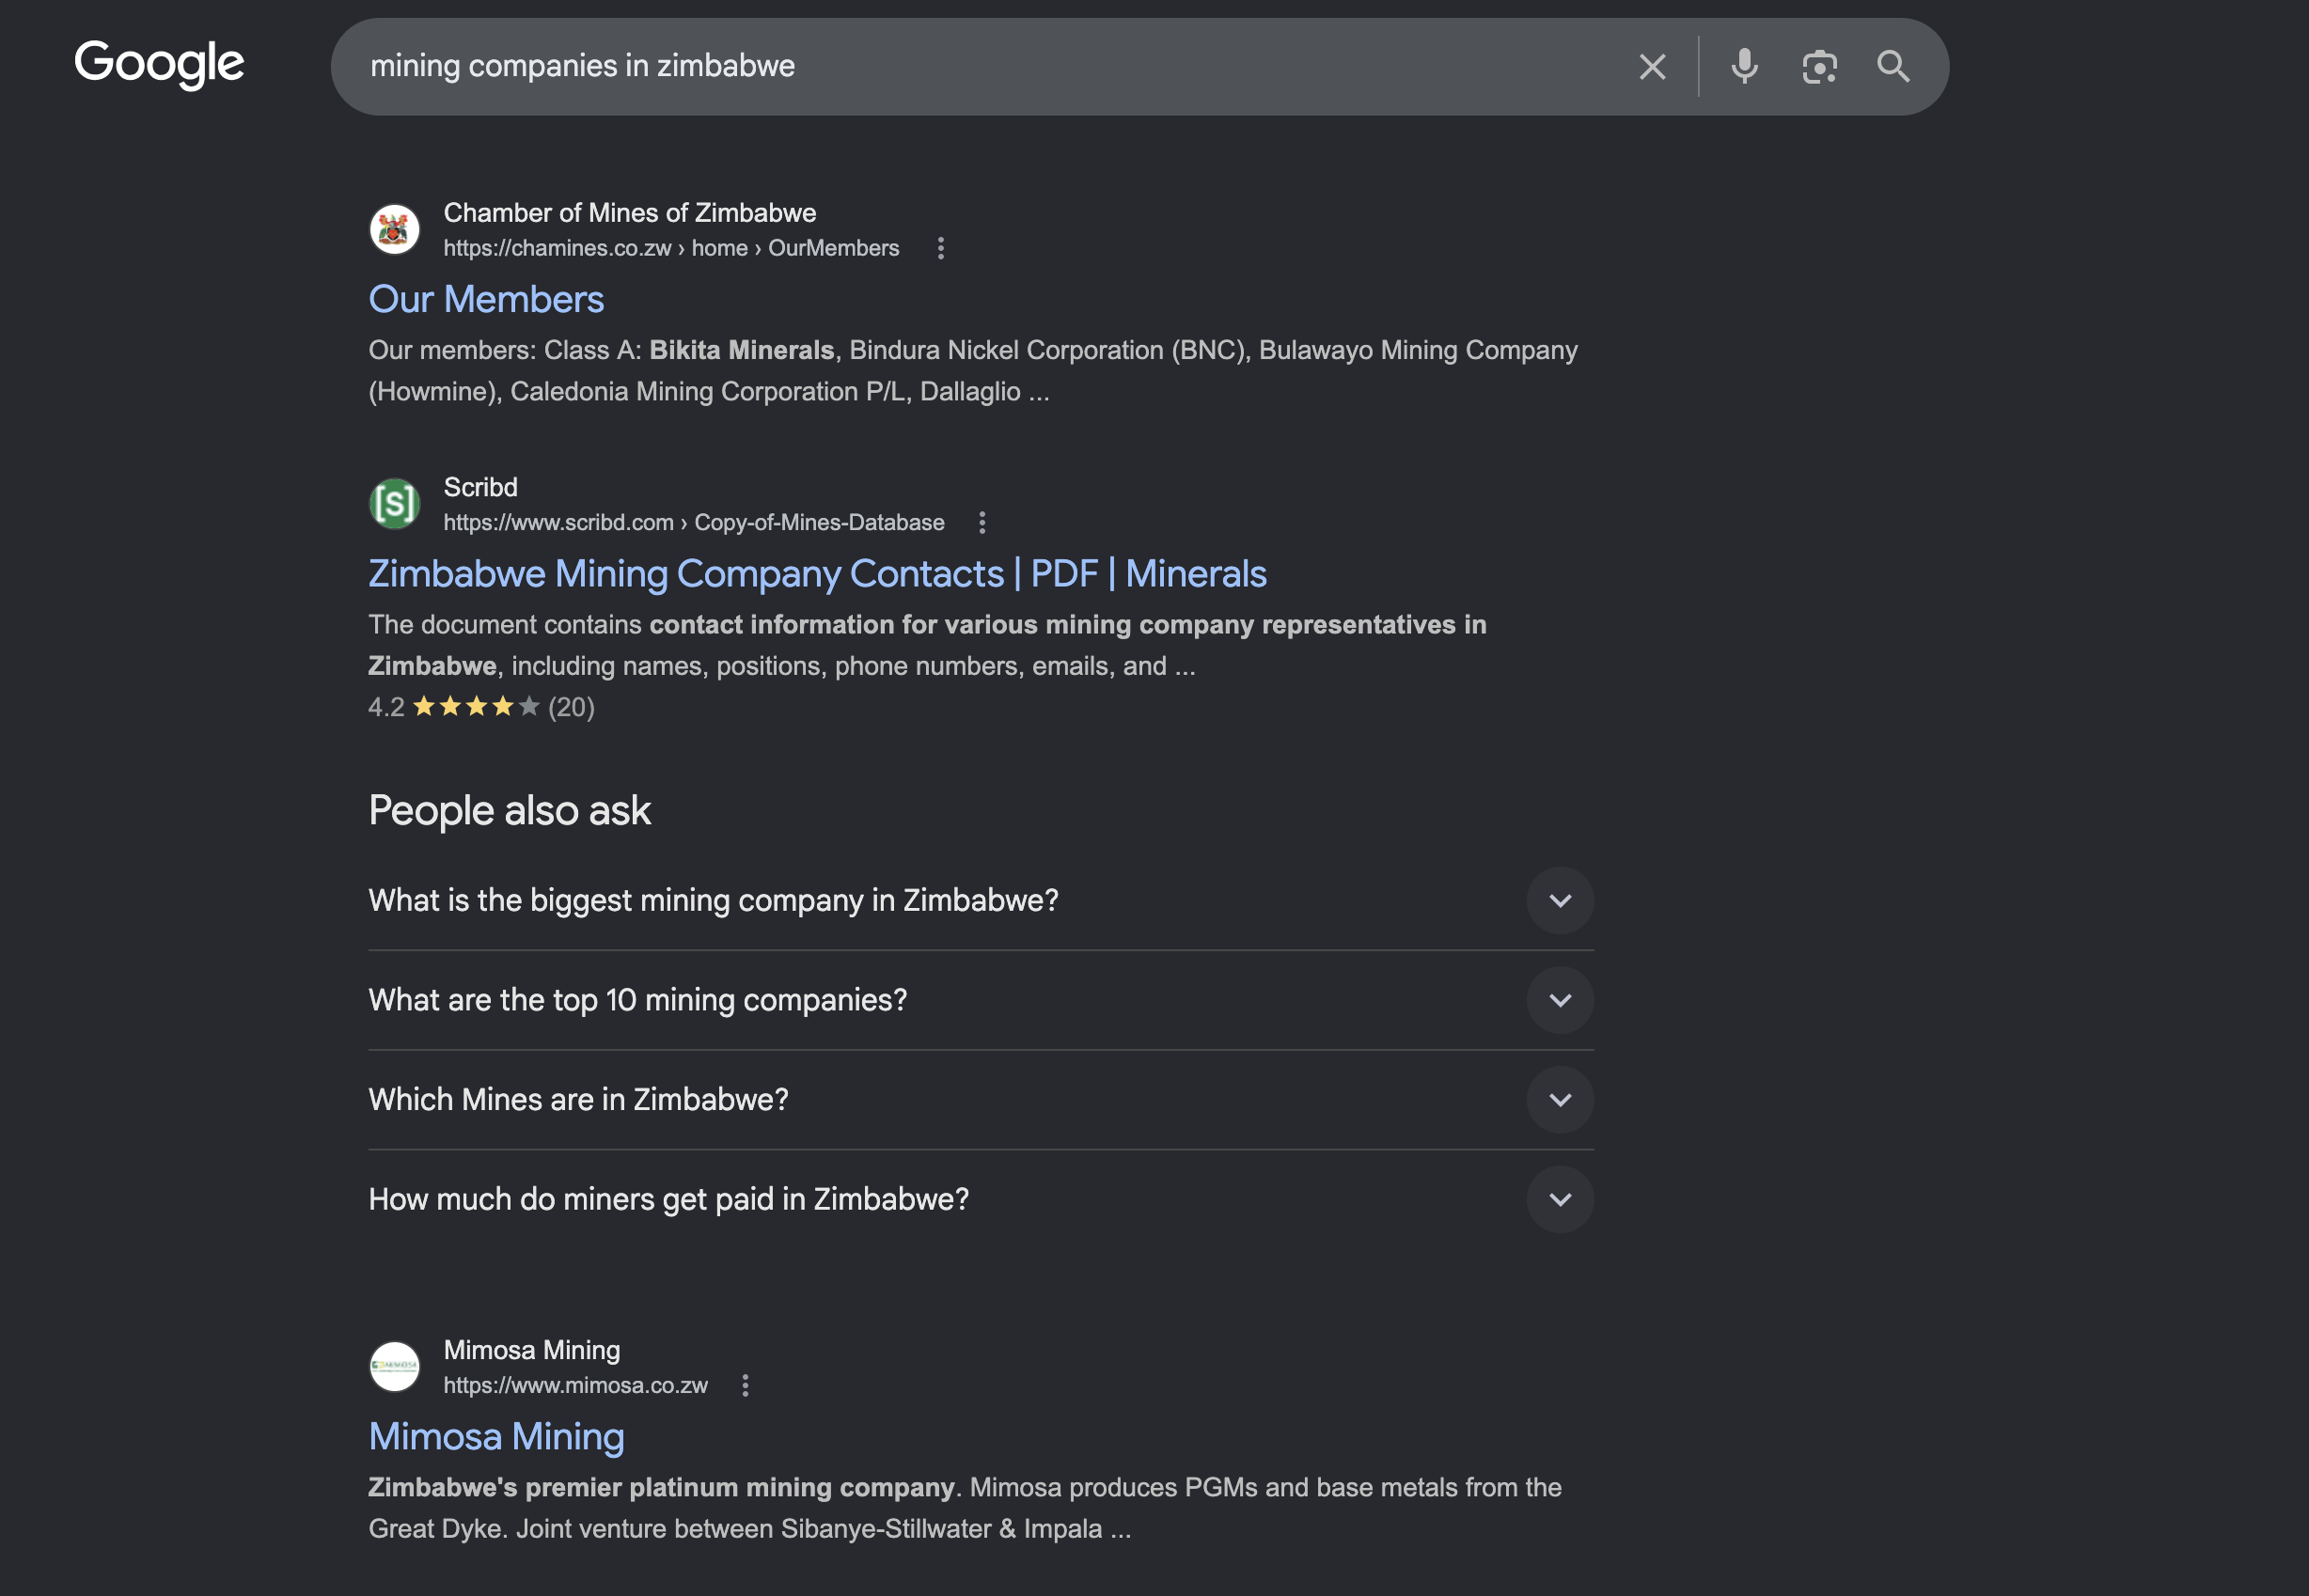 Google
mining companies in zimbabwe
Chamber of Mines of Zimbabwe
https://chamines.co.zw › home › OurMembers
Our Members
Our members: Class A: Bikita Minerals, Bindura Nickel Corporation (BNC), Bulawayo Mining Company
(Howmine), Caledonia Mining Corporation P/L, Dallaglio ...
[S]
Scribd
https://www.scribd.com › Copy-of-Mines-Database
Zimbabwe Mining Company Contacts | PDF | Minerals
The document contains contact information for various mining company representatives in
Zimbabwe, including names, positions, phone numbers, emails, and ...
4.2 (20)
People also ask
What is the biggest mining company in Zimbabwe?
What are the top 10 mining companies?
Which Mines are in Zimbabwe?
How much do miners get paid in Zimbabwe?
MIMOSA
Mimosa Mining
https://www.mimosa.co.zw
Mimosa Mining
Zimbabwe's premier platinum mining company. Mimosa produces PGMs and base metals from the
Great Dyke. Joint venture between Sibanye-Stillwater & Impala ...